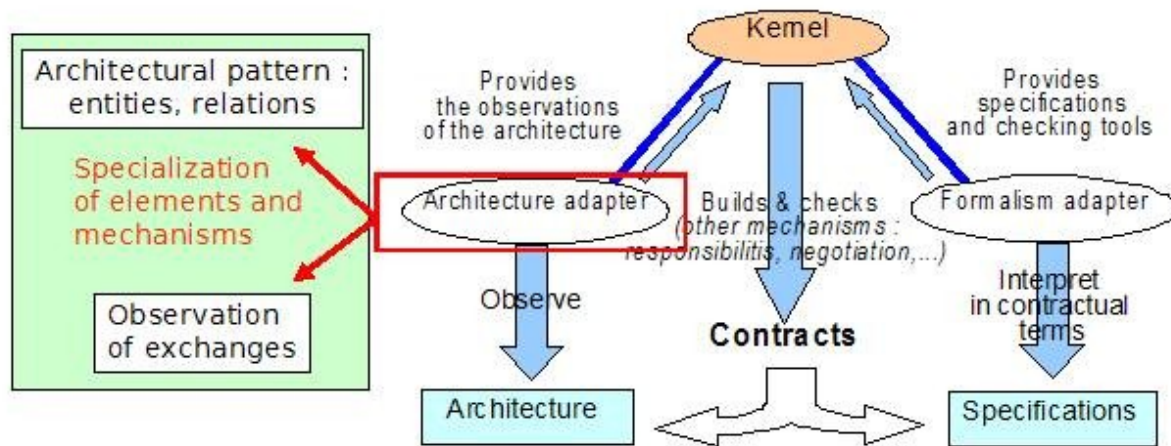 Architectural pattern :
entities, relations
Specialization
of elements and
mechanisms
Observation
of exchanges
Kernel
Provides
the observations
of the architecture
Provides
specifications
and checking tools
Architecture adapter
Builds & checks
(other mechanisms :
responsibilitis, negotiation,...)
Formalism adapter
Observe
Interpret
in contractual
terms
Contracts
Architecture
Specifications